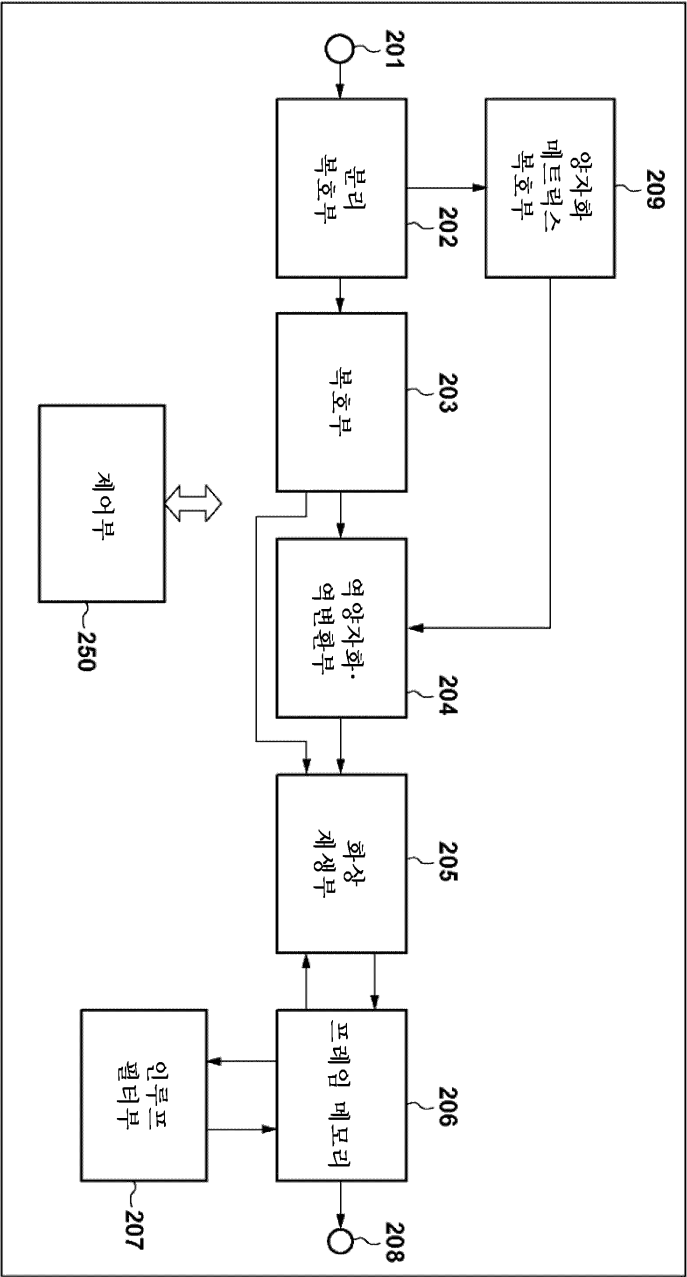 209
양자화
매트릭스
복호부
201
202
분리
복호부
203
복호부
204
역양자화·
역변환부
205
화상
재생부
206
프레임 메모리
208
제어부
250
인루프
필터부
207